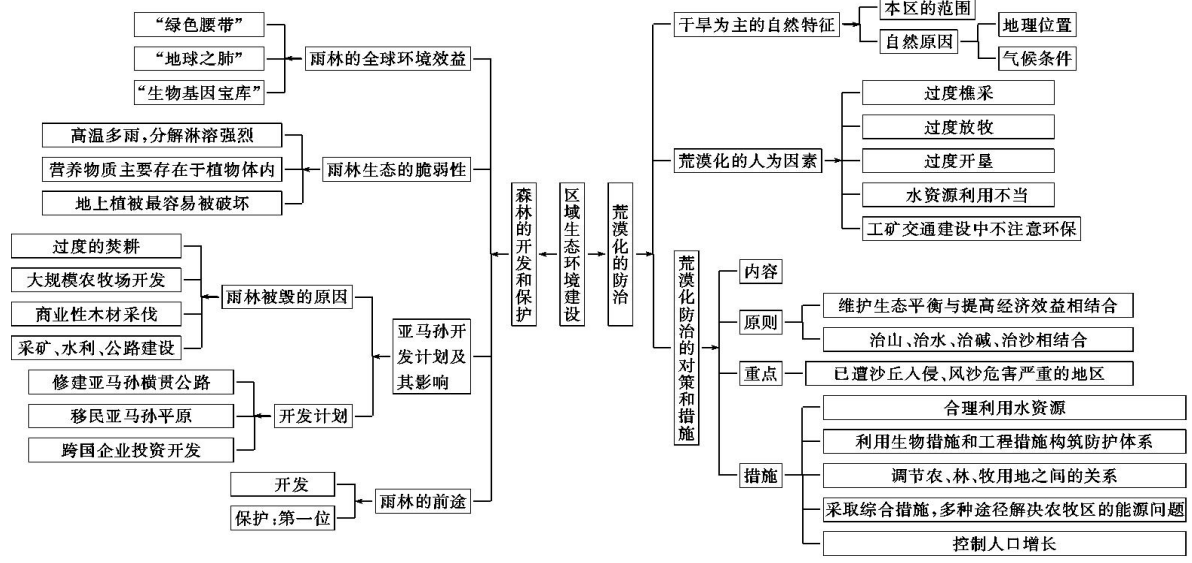 “绿色腰带”
“地球之肺”
“生物基因宝库”
雨林的全球环境效益
高温多雨,分解淋溶强烈
营养物质主要存在于植物体内
地上植被最容易被破坏
雨林生态的脆弱性
过度的焚耕
大规模农牧场开发
商业性木材采伐
采矿、水利、公路建设
雨林被毁的原因
修建亚马孙横贯公路
移民亚马孙平原
跨国企业投资开发
开发计划
亚马孙开
发计划及
其影响
开发
保护:第一位
雨林的前途
森林的开发和保护
区域生态环境建设
荒漠化的防治
干旱为主的自然特征
本区的范围
自然原因
地理位置
气候条件
荒漠化的人为因素
过度樵采
过度放牧
过度开垦
水资源利用不当
工矿交通建设中不注意环保
荒漠化防治的对策和措施
内容
原则
维护生态平衡与提高经济效益相结合
治山、治水、治碱、治沙相结合
重点
已遭沙丘人侵、风沙危害严重的地区
措施
合理利用水资源
利用生物措施和工程措施构筑防护体系
调节农、林、牧用地之间的关系
采取综合措施,多种途径解决农牧区的能源问题
控制人口增长